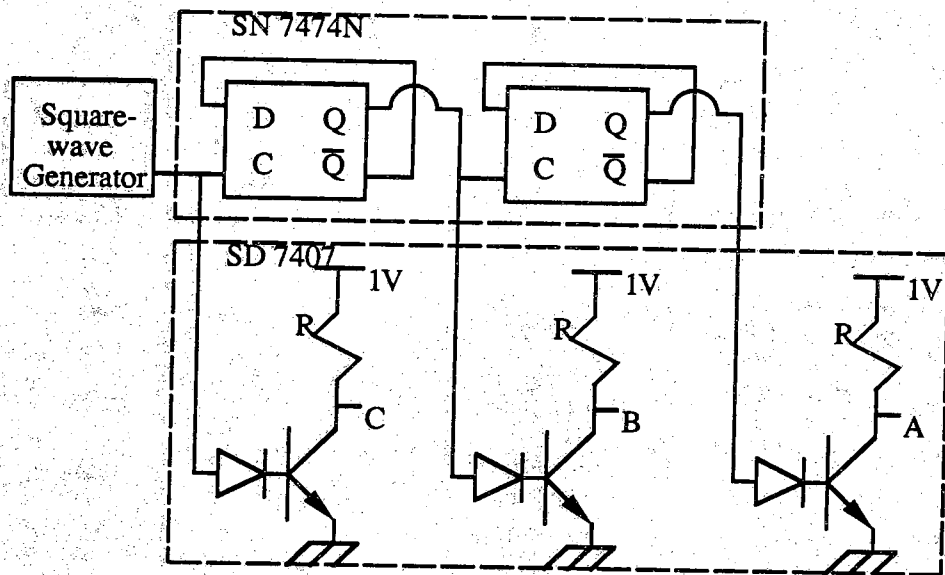 SN 7474N
Square-
wave
Generator
D Q
C Q̅
D Q
C Q̅
SD 7407
1V
R
C
1V
R
B
1V
R
A